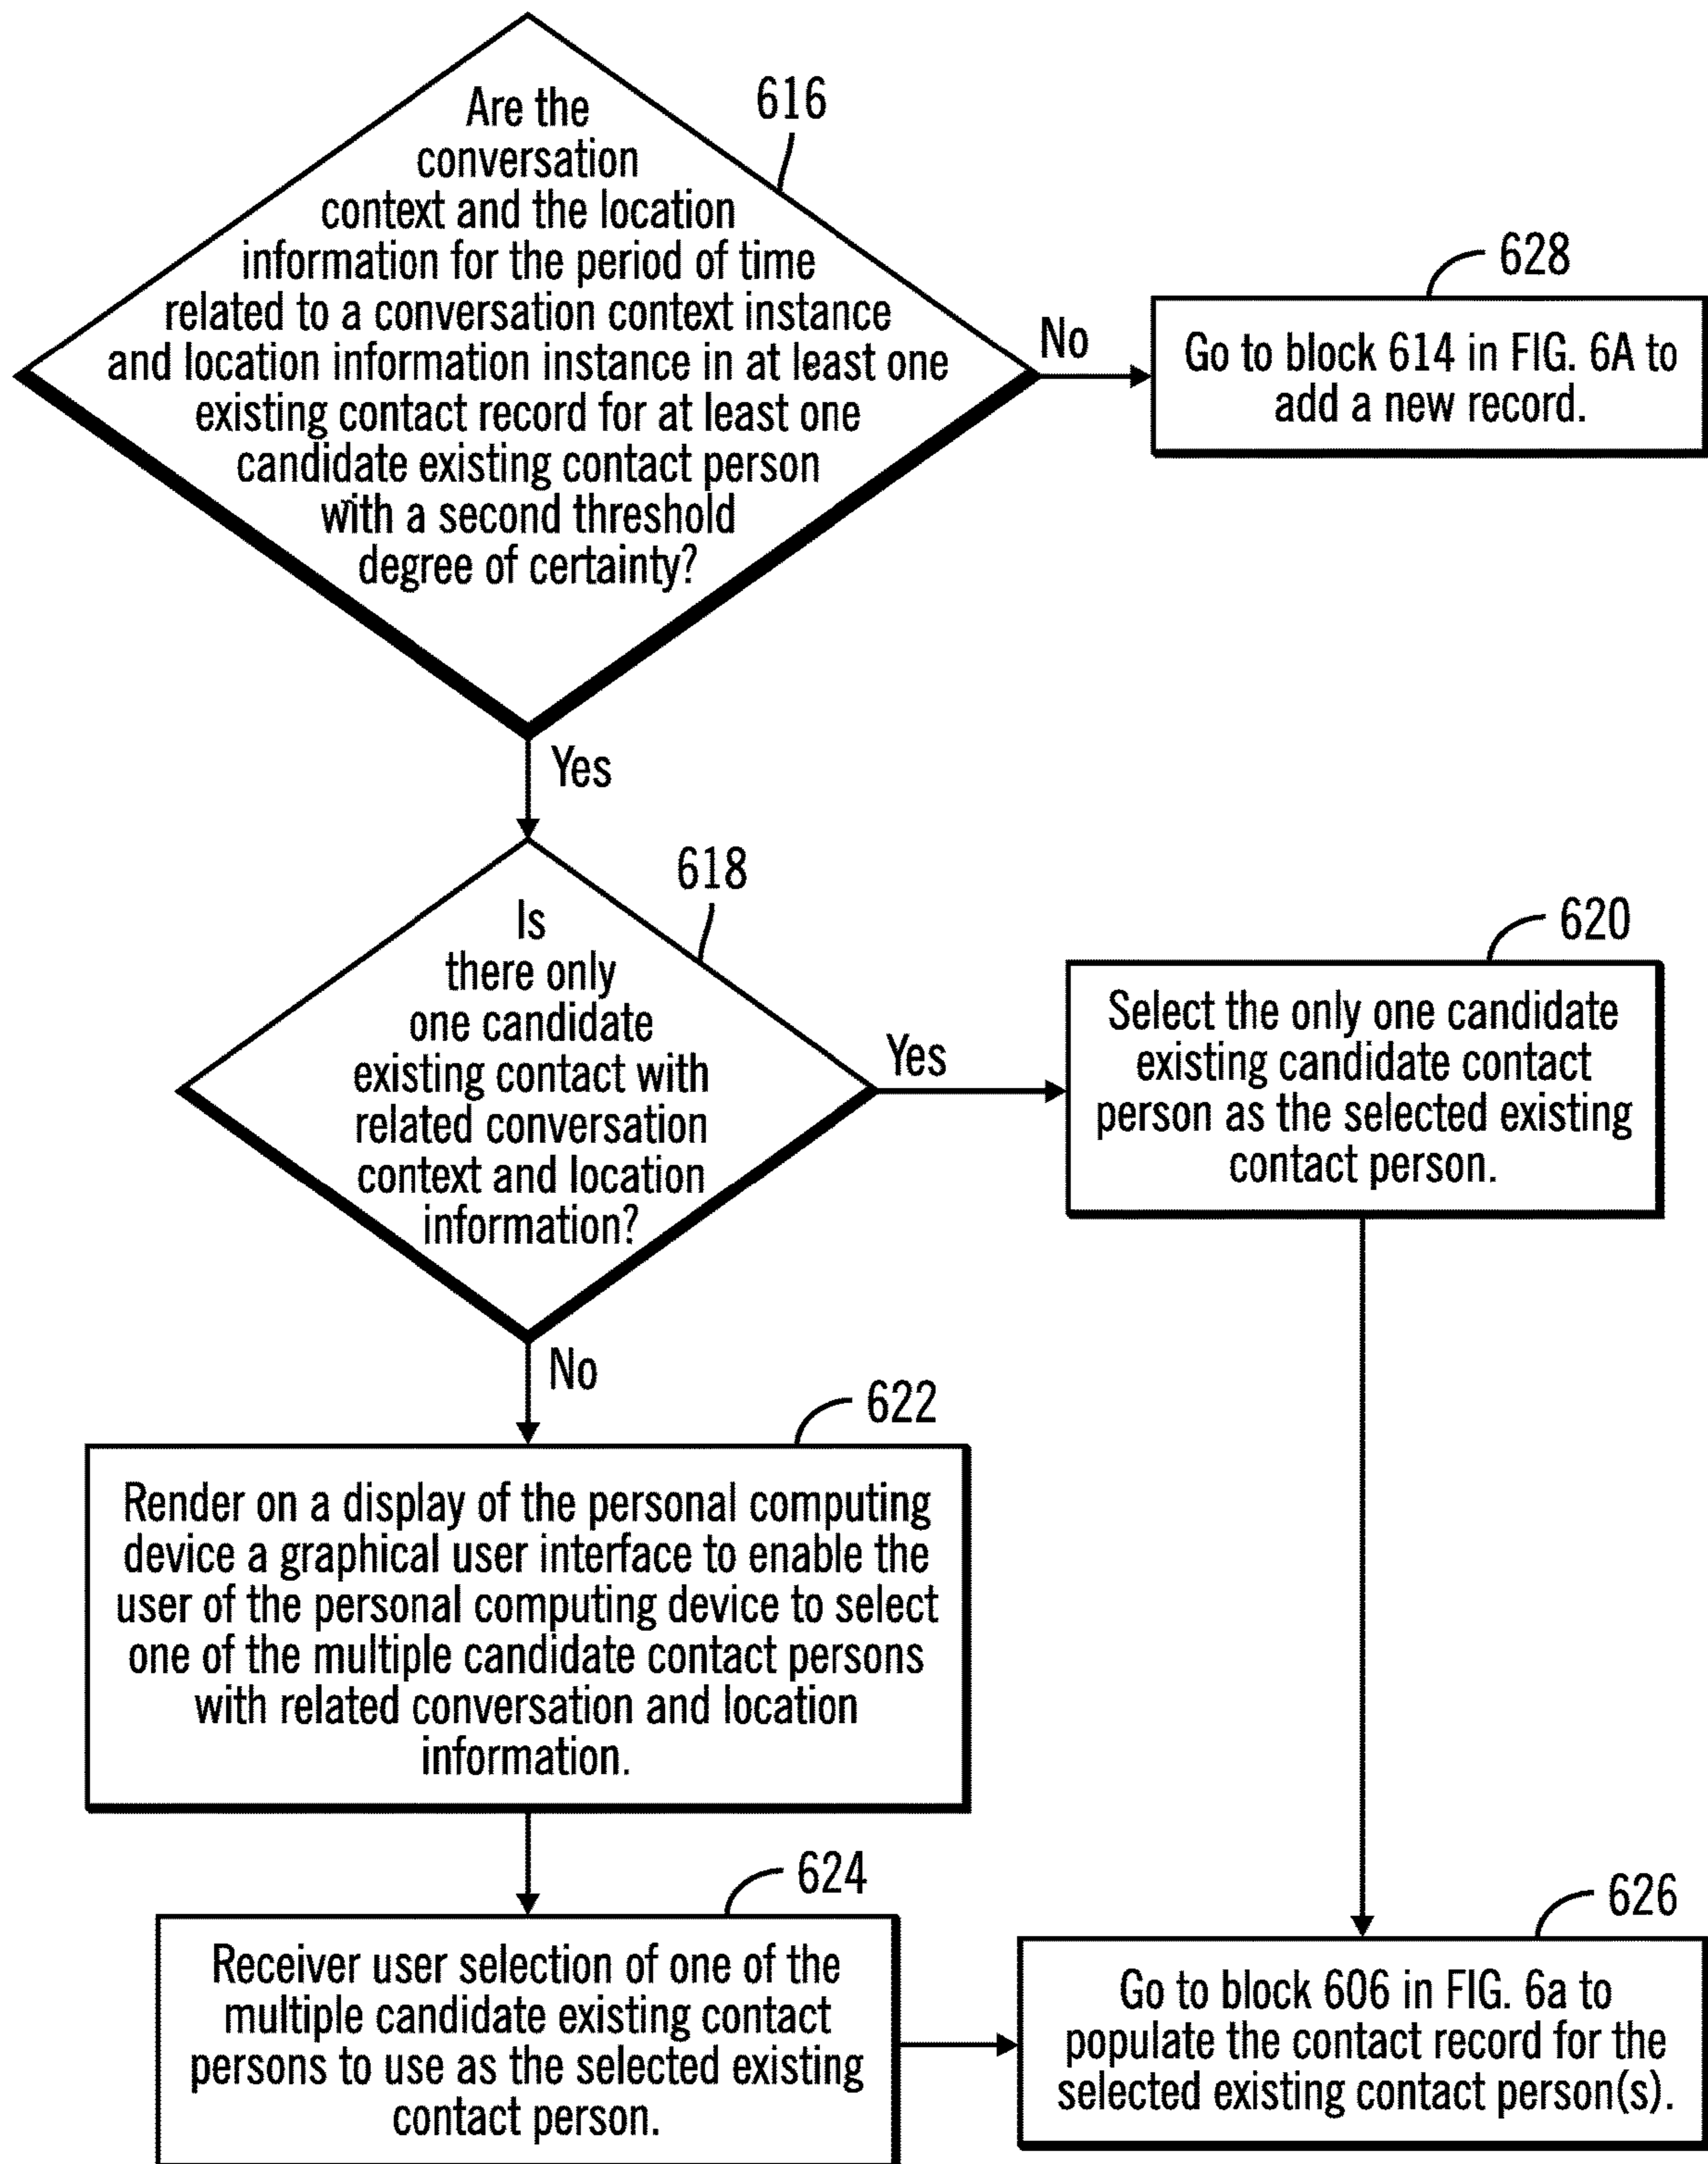 Are the
conversation
context and the location
information for the period of time
related to a conversation context instance
and location information instance in at least one
existing contact record for at least one
candidate existing contact person
with a second threshold
degree of certainty?
616
No
628
Go to block 614 in FIG. 6A to
add a new record.
Yes
618
Is
there only
one candidate
existing contact with
related conversation
context and location
information?
Yes
620
Select the only one candidate
existing candidate contact
person as the selected existing
contact person.
No
622
Render on a display of the personal computing
device a graphical user interface to enable the
user of the personal computing device to select
one of the multiple candidate contact persons
with related conversation and location
information.
624
Receiver user selection of one of the
multiple candidate existing contact
persons to use as the selected existing
contact person.
626
Go to block 606 in FIG. 6a to
populate the contact record for the
selected existing contact person(s).